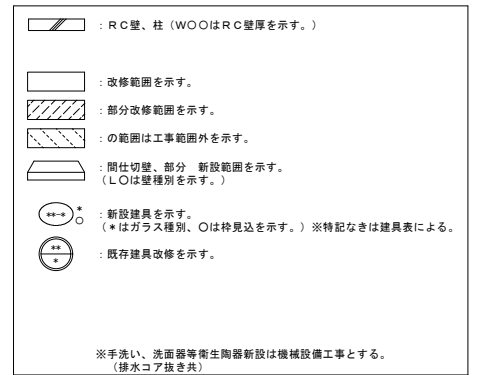 ：ＲＣ壁、柱（Ｗ〇〇はＲＣ壁厚を示す。）
：改修範囲を示す。
：部分改修範囲を示す。
：の範囲は工事範囲外を示す。
：間仕切壁、部分　新設範囲を示す。
（Ｌ〇は壁種別を示す。）
**-* * ：新設建具を示す。
（＊はガラス種別、〇は枠見込を示す。）※特記なきは建具表による。
** * ：既存建具改修を示す。
※手洗い、洗面器等衛生陶器新設は機械設備工事とする。
（排水コア抜き共）